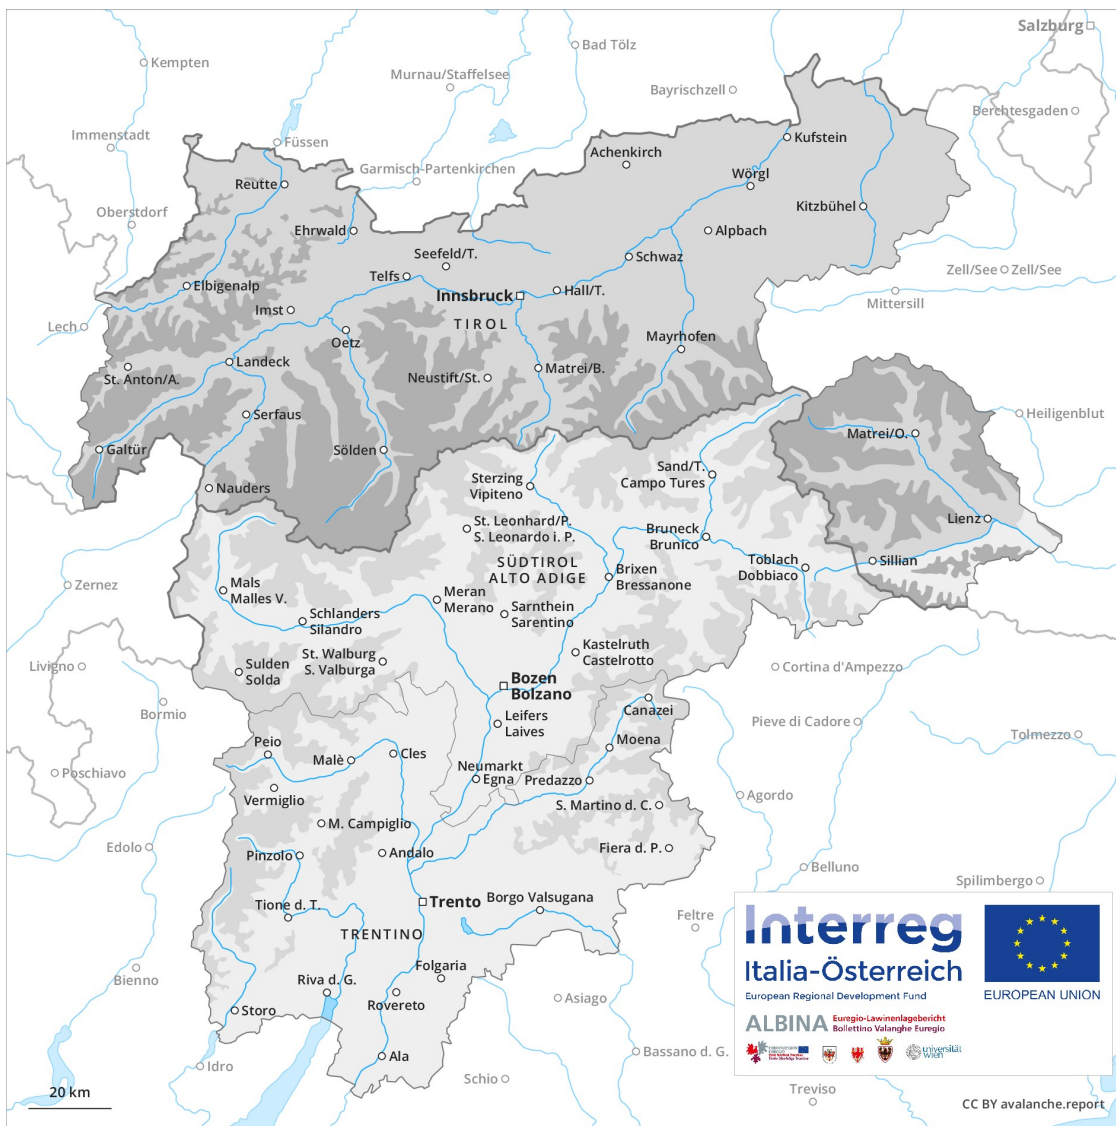 Salzburg
Bad Tölz
Kempten
Murnau/Staffelsee
Bayrischzell
Berchtesgaden
Immenstadt
Füssen
Kufstein
Achenkirch
Garmisch-Partenkirchen
Wörgl
Reutte
Kitzbühel
Oberstdorf
Ehrwald
Alpbach
Seefeld/T.
Schwaz
Telfs
Zell/See
Zell/See
Elbigenalp
Hall/T.
Innsbruck
Mittersill
Imst
TIROL
Lech
Oetz
Mayrhofen
Landeck
Matrei/B.
St. Anton/A.
Neustift/St.
Serfaus
Heiligenblut
Matrei/O.
Galtür
Sölden
Sand/T.
Campo Tures
Sterzing
Vipiteno
Nauders
Lienz
St. Leonhard/P.
S. Leonardo i. P.
Bruneck
Brunico
SÜDTIROL
ALTO ADIGE
Toblach
Dobbiaco
Sillian
Brixen
Bressanone
Zernez
Mals
Malles V.
Meran
Merano
Schlanders
Silandro
Sarnthein
Sarentino
Kastelruth
Castelrotto
St. Walburg
S. Valburga
Livigno
Sulden
Solda
Cortina d'Ampezzo
Bozen
Bolzano
Bormio
Canazei
Leifers
Laives
Pieve di Cadore
Tolmezzo
Peio
Moena
Malè
Cles
Neumarkt
Egna
Predazzo
Poschiavo
Vermiglio
S. Martino d. C.
Agordo
M. Campiglio
Edolo
Pinzolo
Andalo
Fiera d. P.
Belluno
Spilimbergo
Tione d. T.
Trento
Borgo Valsugana
Feltre
TRENTINO
Folgaria
Bienno
Riva d. G.
Rovereto
Asiago
Storo
Ala
Idro
Bassano d. G.
Schio
Treviso
20 km
Interreg
Italia-Österreich
European Regional Development Fund
EUROPEAN UNION
ALBINA
Euregio-Lawinenlagebericht
Bollettino Valanghe Euregio
universität
wien
CC BY avalanche.report